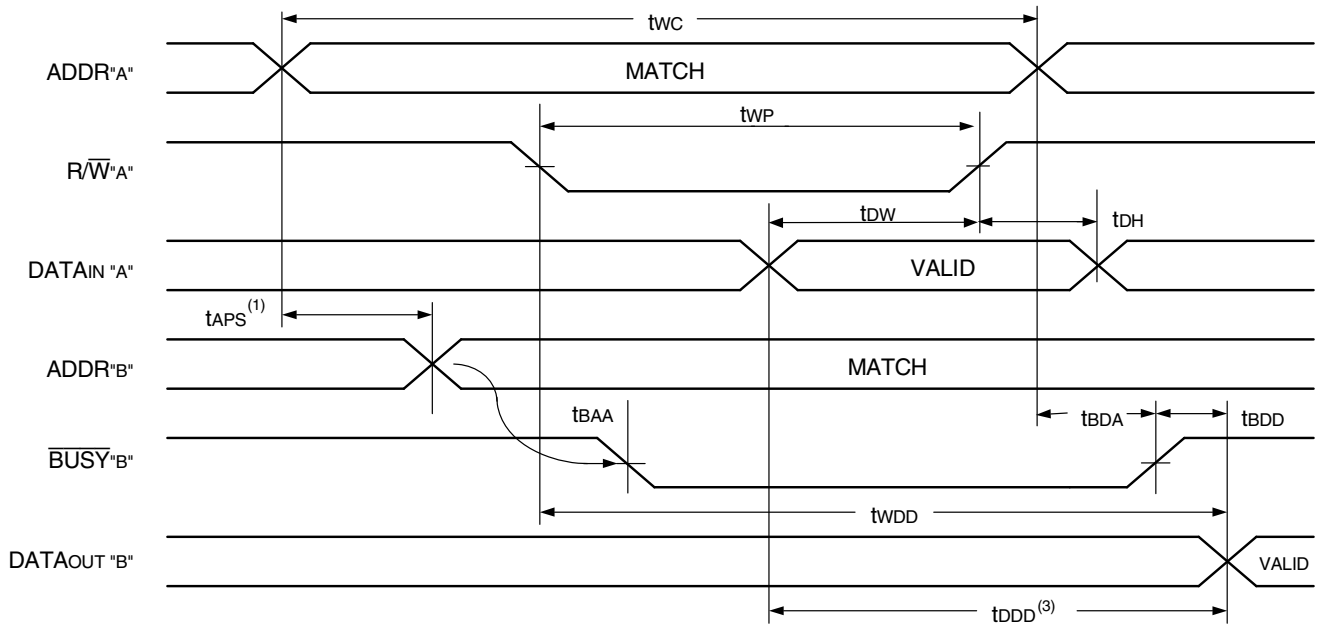 tWC
ADDR"A"
MATCH
tWP
R/W̅"A"
tDW
tDH
DATAIN "A"
VALID
tAPS(1)
ADDR"B"
MATCH
tBAA
tBDA
tBDD
B̅U̅S̅Y̅"B"
tWDD
DATAOUT "B"
VALID
tDDD(3)